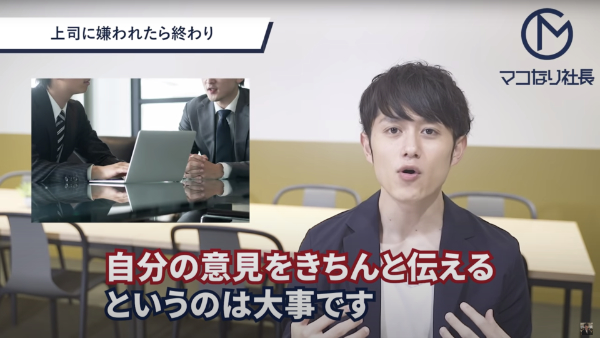 上司に嫌われたら終わり
マコなり社長
自分の意見をきちんと伝える
というのは大事です